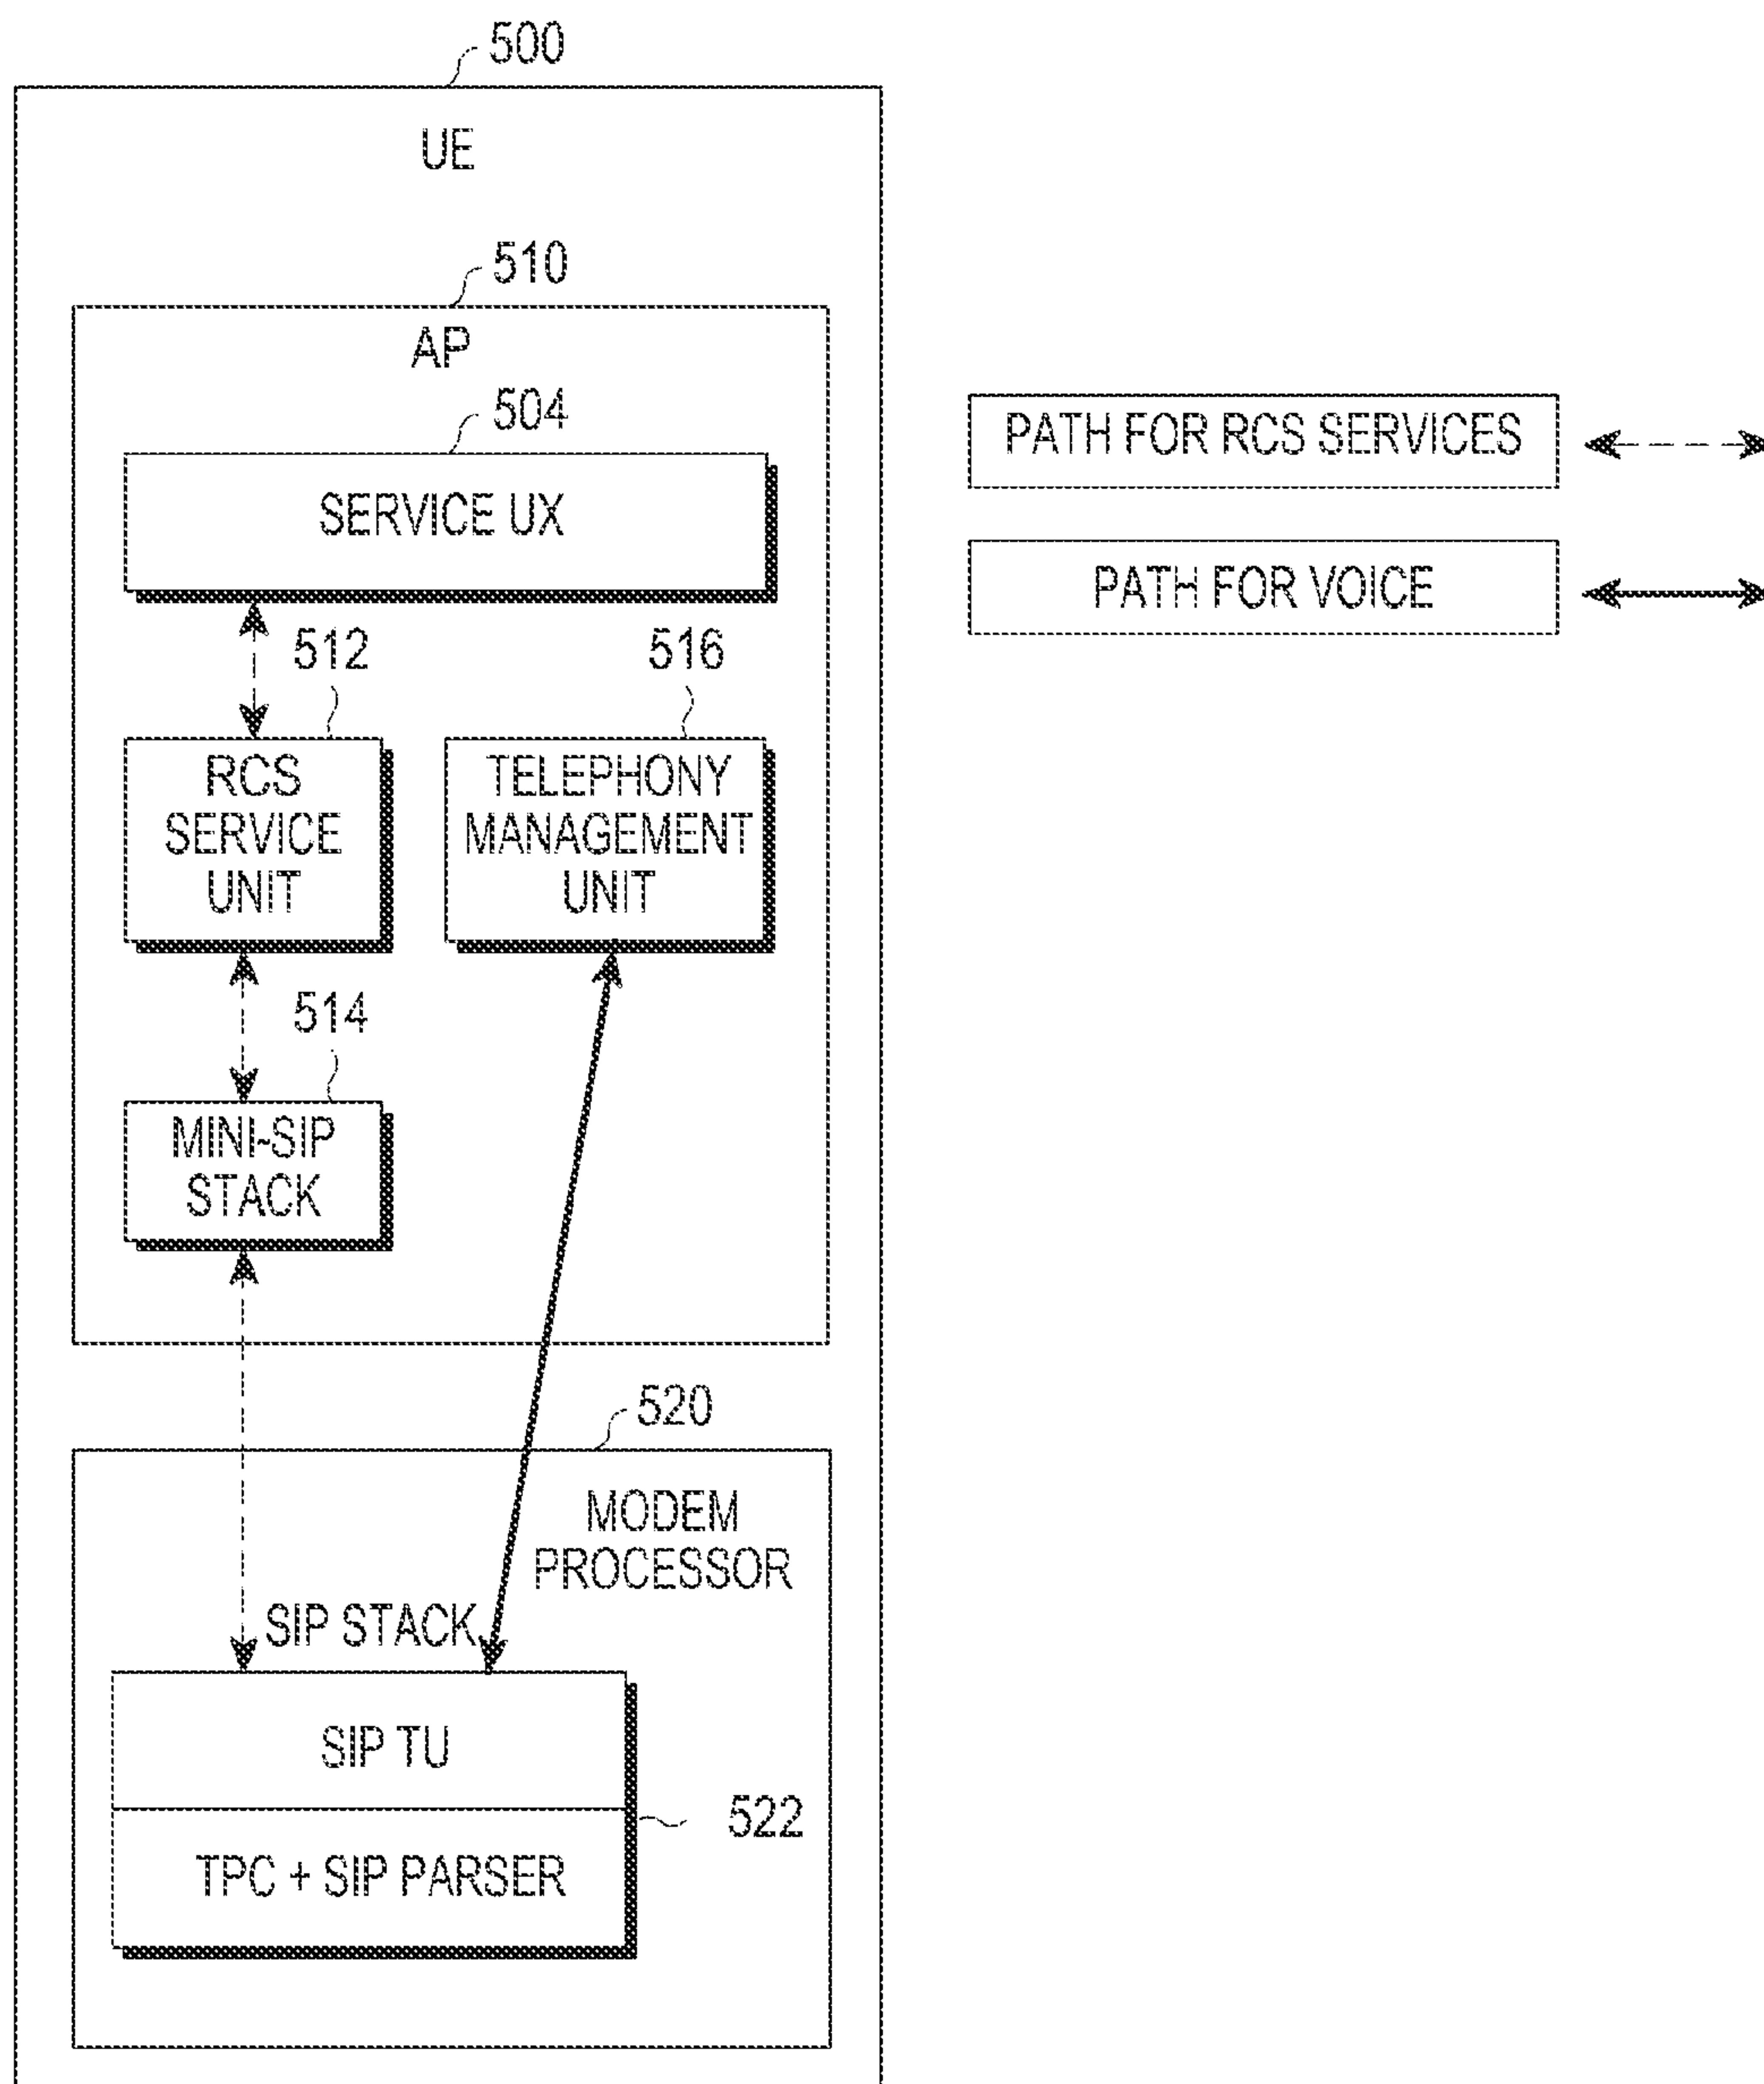 500
UE
510
AP
504
SERVICE UX
PATH FOR RCS SERVICES
PATH FOR VOICE
512
516
RCS
SERVICE
UNIT
TELEPHONY
MANAGEMENT
UNIT
514
MINI-SIP
STACK
520
MODEM
PROCESSOR
SIP STACK
SIP TU
522
TPC + SIP PARSER